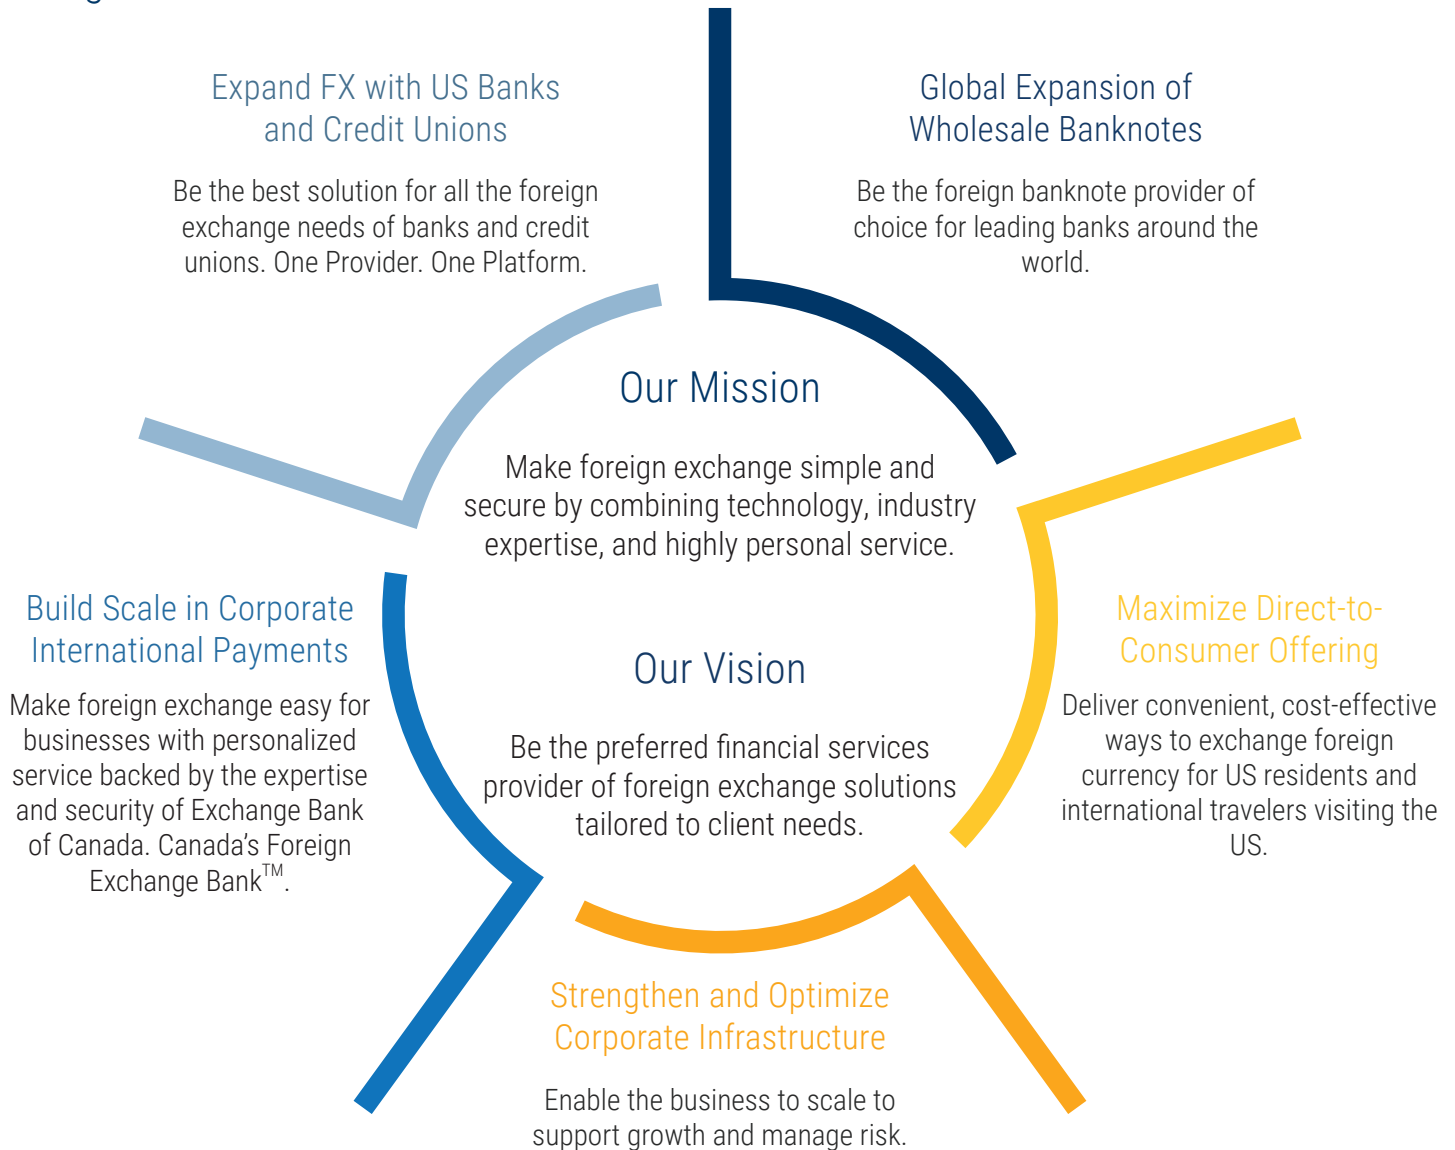 Expand FX with US Banks
and Credit Unions
Be the best solution for all the foreign
exchange needs of banks and credit
unions. One Provider. One Platform.
Global Expansion of
Wholesale Banknotes
Be the foreign banknote provider of
choice for leading banks around the
world.
Our Mission
Make foreign exchange simple and
secure by combining technology, industry
expertise, and highly personal service.
Build Scale in Corporate
International Payments
Make foreign exchange easy for
businesses with personalized
service backed by the expertise
and security of Exchange Bank
of Canada. Canada’s Foreign
Exchange Bank™.
Our Vision
Be the preferred financial services
provider of foreign exchange solutions
tailored to client needs.
Maximize Direct-to-
Consumer Offering
Deliver convenient, cost-effective
ways to exchange foreign
currency for US residents and
international travelers visiting the
US.
Strengthen and Optimize
Corporate Infrastructure
Enable the business to scale to
support growth and manage risk.